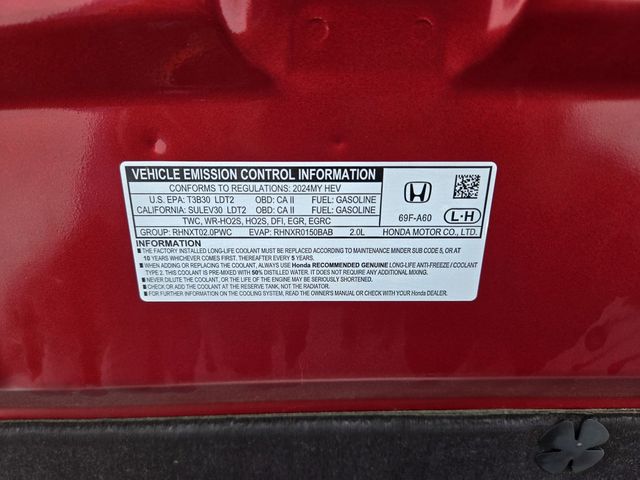 VEHICLE EMISSION CONTROL INFORMATION
CONFORMS TO REGULATIONS: 2024MY HEV
U.S. EPA: T3B30 LDT2 OBD: CA II FUEL: GASOLINE
CALIFORNIA: SULEV30 LDT2 OBD: CA II FUEL: GASOLINE
TWC, WR-HO2S, HO2S, DFI, EGR, EGRC
GROUP: RHNXT02.0PWC EVAP: RHNXR0150BAB 2.0L
69F-A60
L·H
HONDA MOTOR CO., LTD.
INFORMATION
■ THE FACTORY INSTALLED LONG-LIFE COOLANT SHOULD BE REPLACED ACCORDING TO MAINTENANCE MINDER SUB CODE 5, OR AT
10 YEARS WHICHEVER COMES FIRST, THEREAFTER EVERY 5 YEARS.
■ WHEN ADDING OR REPLACING THE COOLANT, ALWAYS USE Honda RECOMMENDED GENUINE LONG-LIFE ANTI-FREEZE / COOLANT
TYPE 2. THIS COOLANT IS PRE-MIXED WITH 50% DISTILLED WATER. IT DOES NOT REQUIRE ANY ADDITIONAL MIXING.
■ NEVER DILUTE THE COOLANT, OR THE LIFE OF THE ENGINE MAY BE SERIOUSLY SHORTENED.
■ CHECK OR ADD THE COOLANT AT THE RESERVE TANK, NOT THE RADIATOR.
■ FOR FURTHER INFORMATION ON THE COOLING SYSTEM, READ THE OWNER'S MANUAL OR CHECK WITH YOUR Honda DEALER.